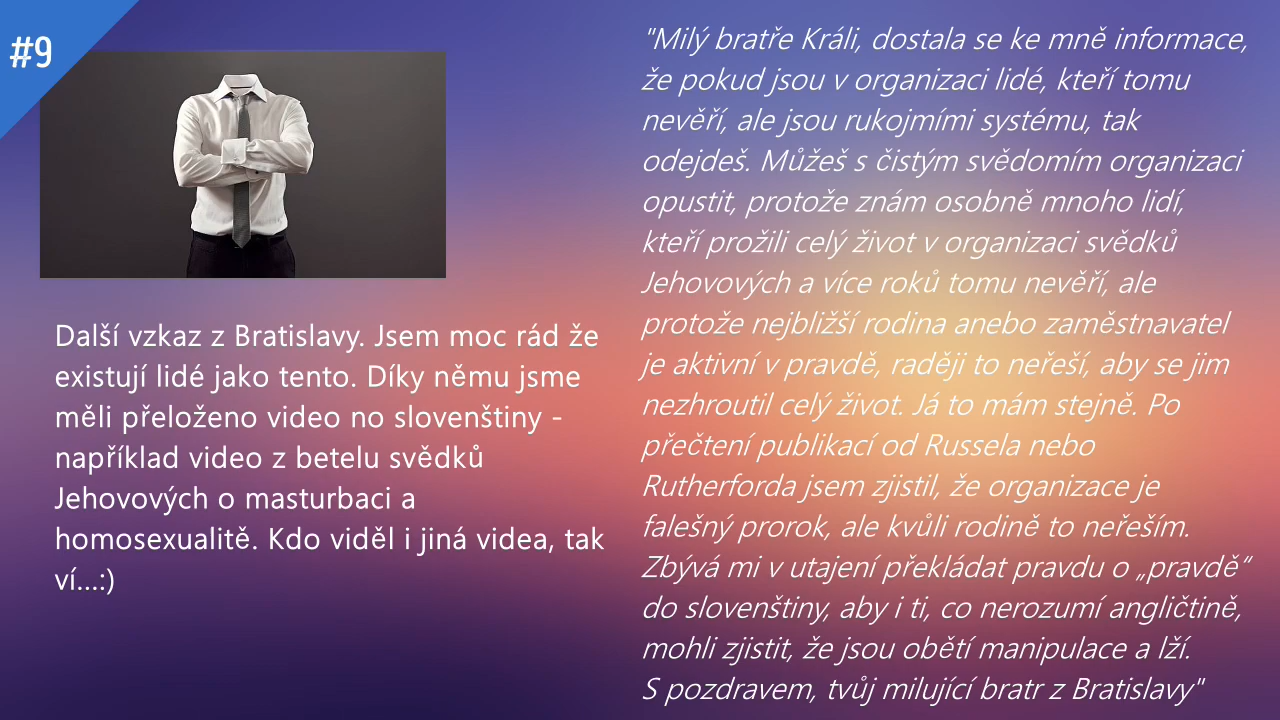 #9
Další vzkaz z Bratislavy. Jsem moc rád že
existují lidé jako tento. Díky němu jsme
měli přeloženo video no slovenštiny -
například video z betelu svědků
Jehovových o masturbaci a
homosexualitě. Kdo viděl i jiná videa, tak
ví...:)
"Milý bratře Králi, dostala se ke mně informace,
že pokud jsou v organizaci lidé, kteří tomu
nevěří, ale jsou rukojmími systému, tak
odejdeš. Můžeš s čistým svědomím organizaci
opustit, protože znám osobně mnoho lidí,
kteří prožili celý život v organizaci svědků
Jehovových a více roků tomu nevěří, ale
protože nejbližší rodina anebo zaměstnavatel
je aktivní v pravdě, raději to neřeší, aby se jim
nezhroutil celý život. Já to mám stejně. Po
přečtení publikací od Russela nebo
Rutherforda jsem zjistil, že organizace je
falešný prorok, ale kvůli rodině to neřeším.
Zbývá mi v utajení překládat pravdu o „pravdě“
do slovenštiny, aby i ti, co nerozumí angličtině,
mohli zjistit, že jsou obětí manipulace a lží.
S pozdravem, tvůj milující bratr z Bratislavy"